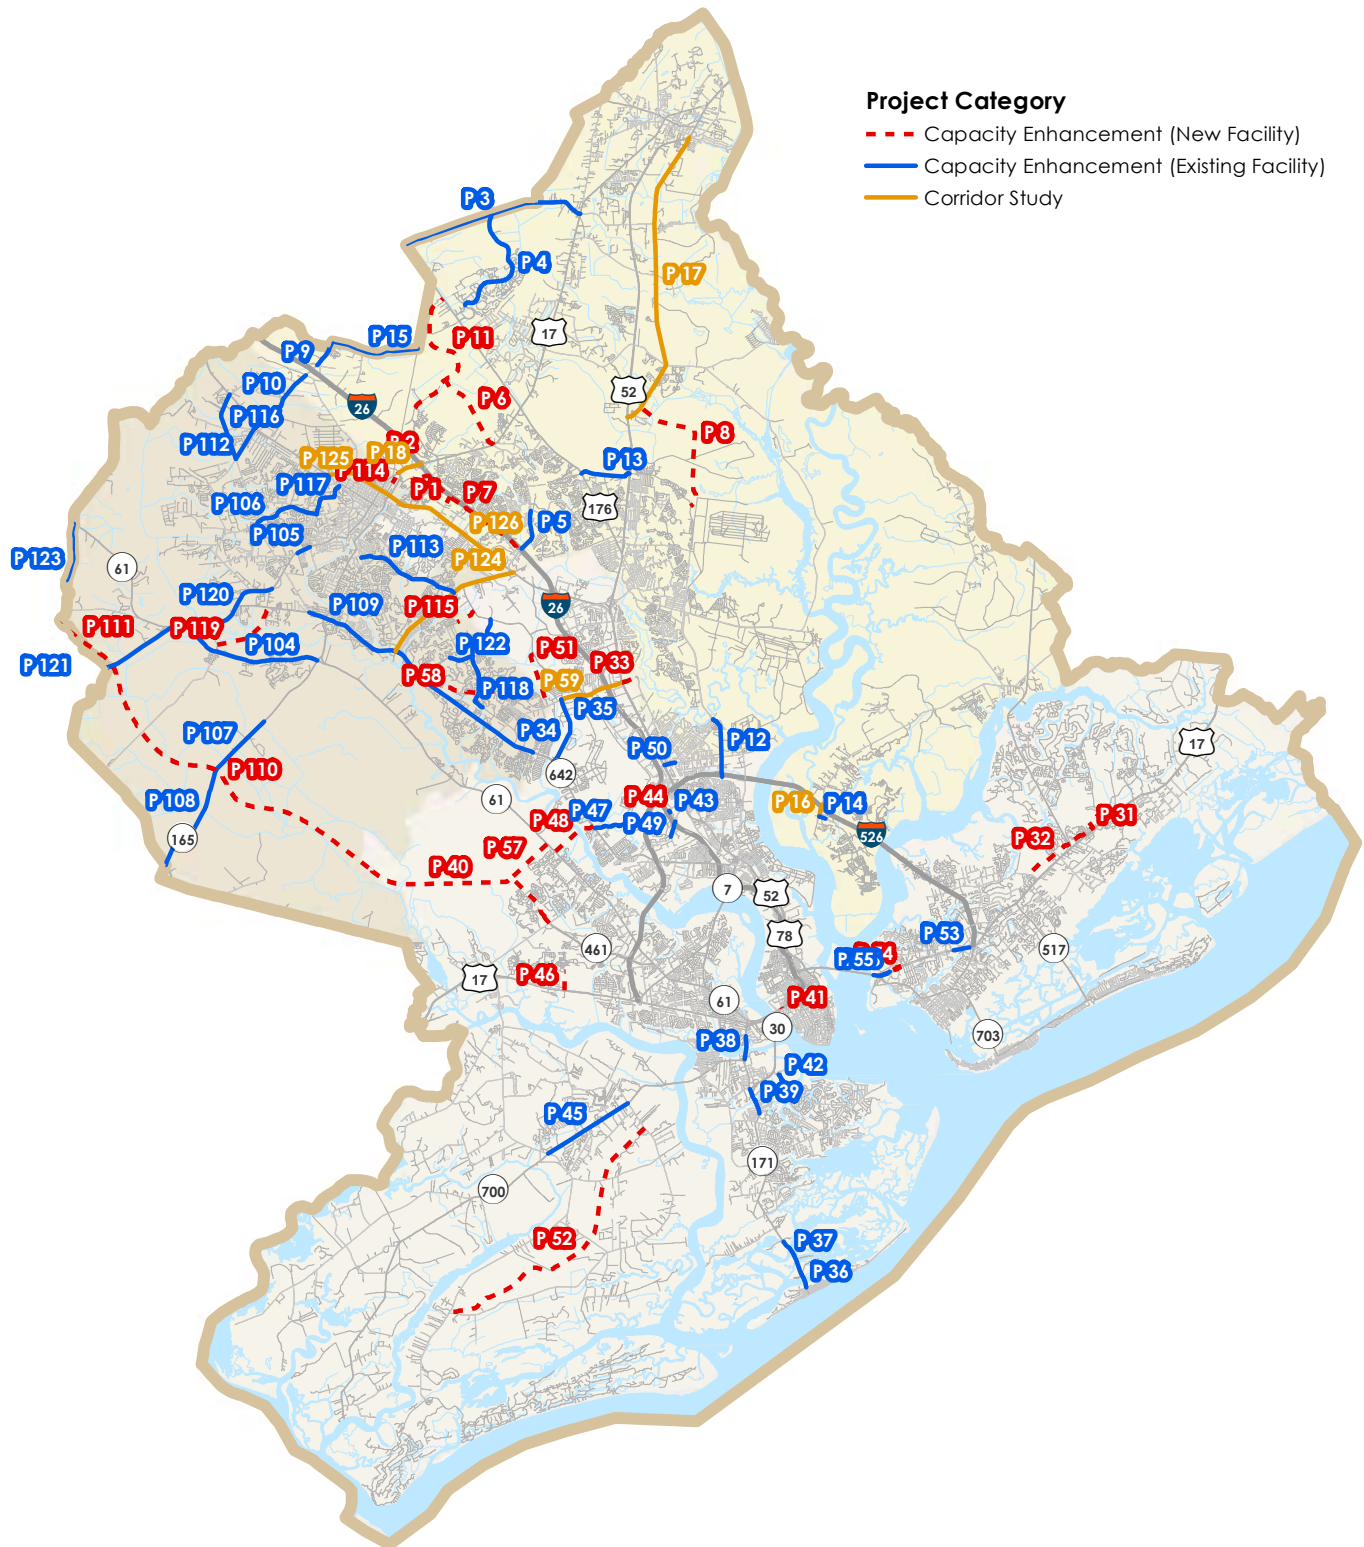 Project Category
Capacity Enhancement (New Facility)
Capacity Enhancement (Existing Facility)
Corridor Study
P 3
P 4
P 17
P 11
17
P 15
P 9
P 10
26
52
P 6
P 116
P 112
P 8
P 2
P 18
P 125
P 114
P 13
P 117
P 1
P 7
P 106
176
P 126
P 5
P 105
P 113
P 124
P 123
61
P 120
P 109
P 115
26
P 111
P 119
P 104
P 122
P 51
P 33
P 121
P 58
P 59
P 118
P 35
P 107
P 34
P 50
P 12
17
P 110
642
P 108
61
P 44
P 43
P 16
P 14
P 47
P 48
P 49
526
P 31
P 32
165
P 57
P 40
7
52
78
P 53
461
P 55
4
517
17
P 46
61
P 41
30
703
P 38
P 42
P 39
P 45
171
700
P 52
P 37
P 36